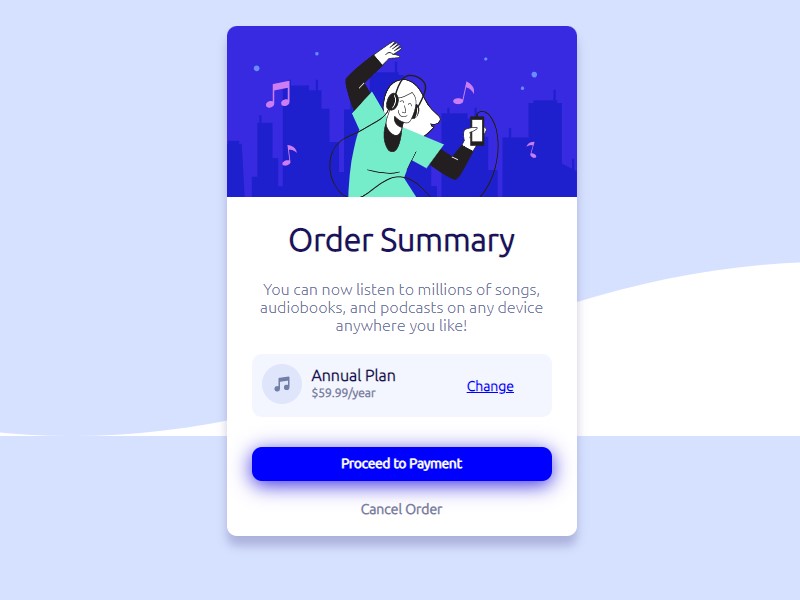 Order Summary
You can now listen to millions of songs,
audiobooks, and podcasts on any device
anywhere you like!
Annual Plan
$59.99/year
Change
Proceed to Payment
Cancel Order